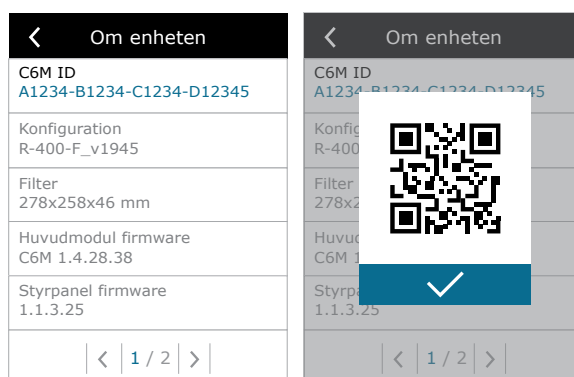 Om enheten
C6M ID
A1234-B1234-C1234-D12345
Konfiguration
R-400-F_v1945
Filter
278x258x46 mm
Huvudmodul firmware
C6M 1.4.28.38
Styrpanel firmware
1.1.3.25
1 / 2
Om enheten
C6M ID
A1234-B1234-C1234-D12345
Konfig
R-400
Filter
278x2
Huvud
C6M 1
Styrpa
1.1.3.25
1 / 2